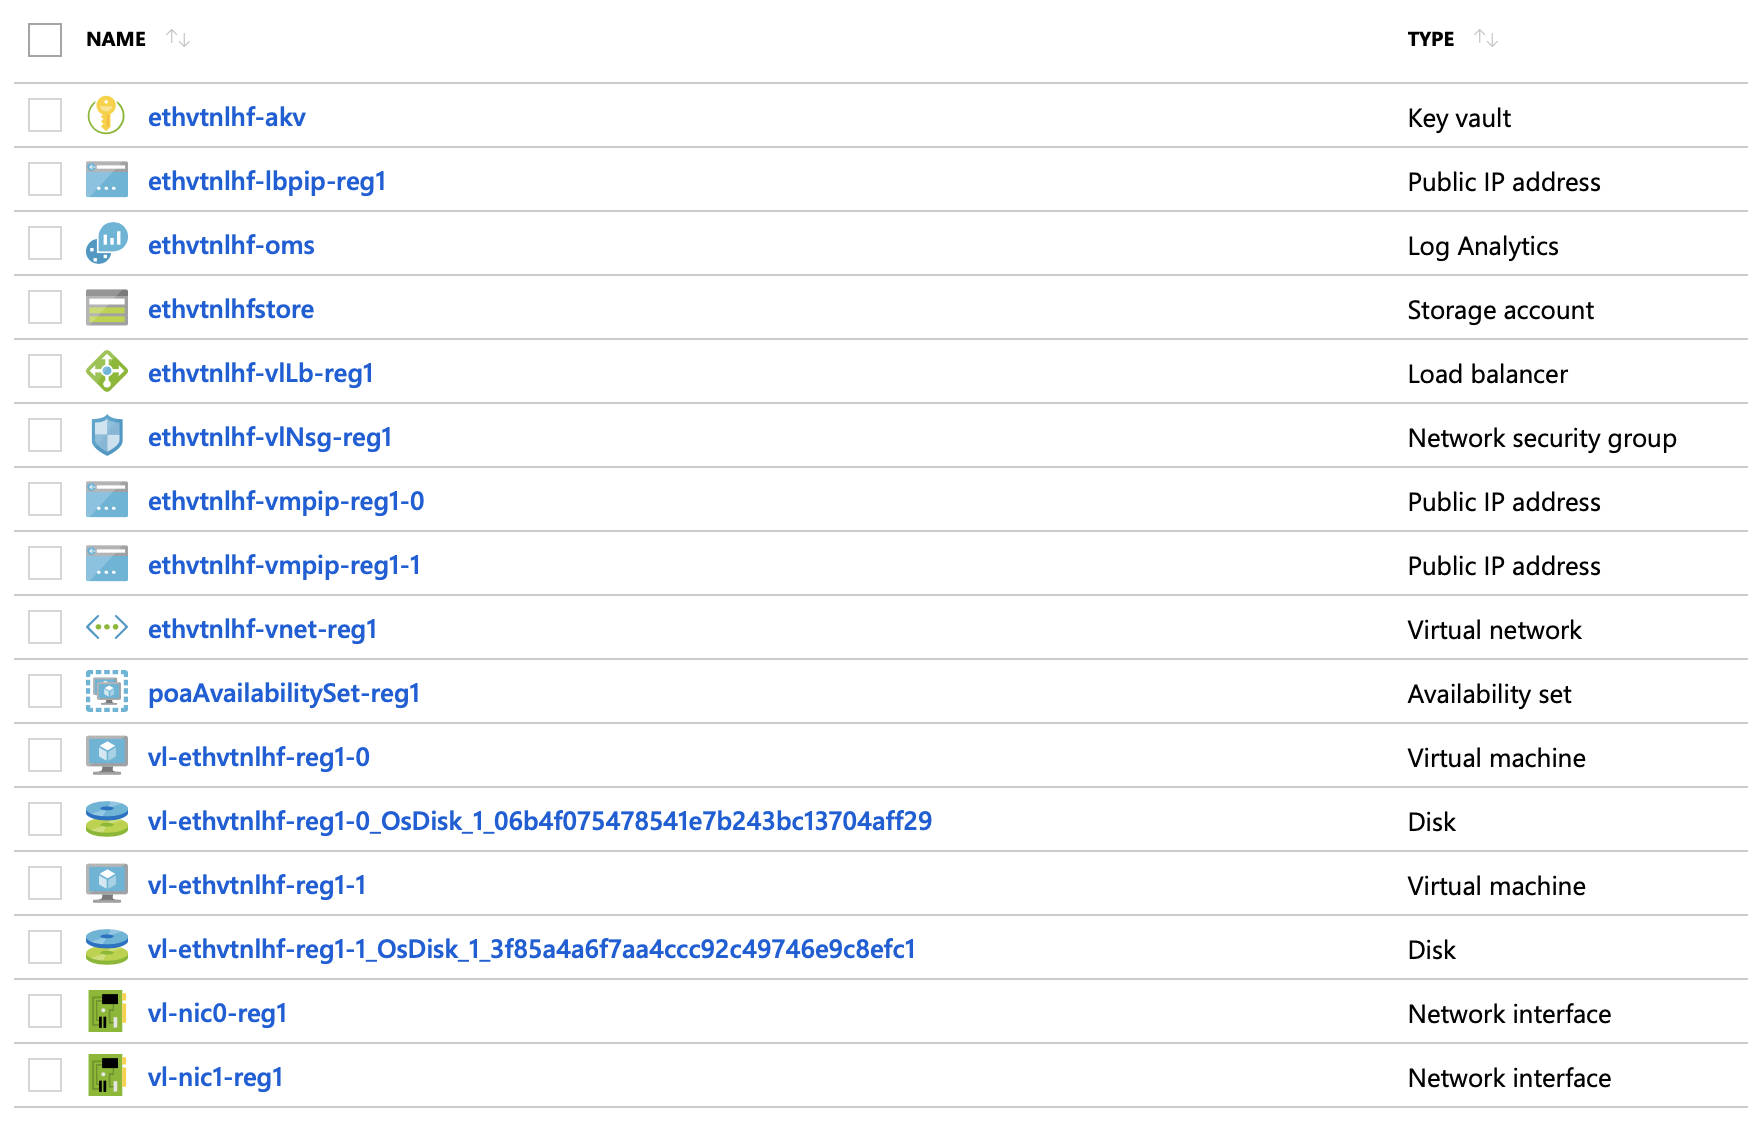 NAME ↑↓ TYPE ↑↓
ethvtnlhf-akv Key vault
ethvtnlhf-lbpip-reg1 Public IP address
ethvtnlhf-oms Log Analytics
ethvtnlhfstore Storage account
ethvtnlhf-vlLb-reg1 Load balancer
ethvtnlhf-vlNsg-reg1 Network security group
ethvtnlhf-vmpip-reg1-0 Public IP address
ethvtnlhf-vmpip-reg1-1 Public IP address
ethvtnlhf-vnet-reg1 Virtual network
poaAvailabilitySet-reg1 Availability set
vl-ethvtnlhf-reg1-0 Virtual machine
vl-ethvtnlhf-reg1-0_OsDisk_1_06b4f075478541e7b243bc13704aff29 Disk
vl-ethvtnlhf-reg1-1 Virtual machine
vl-ethvtnlhf-reg1-1_OsDisk_1_3f85a4a6f7aa4ccc92c49746e9c8efc1 Disk
vl-nic0-reg1 Network interface
vl-nic1-reg1 Network interface